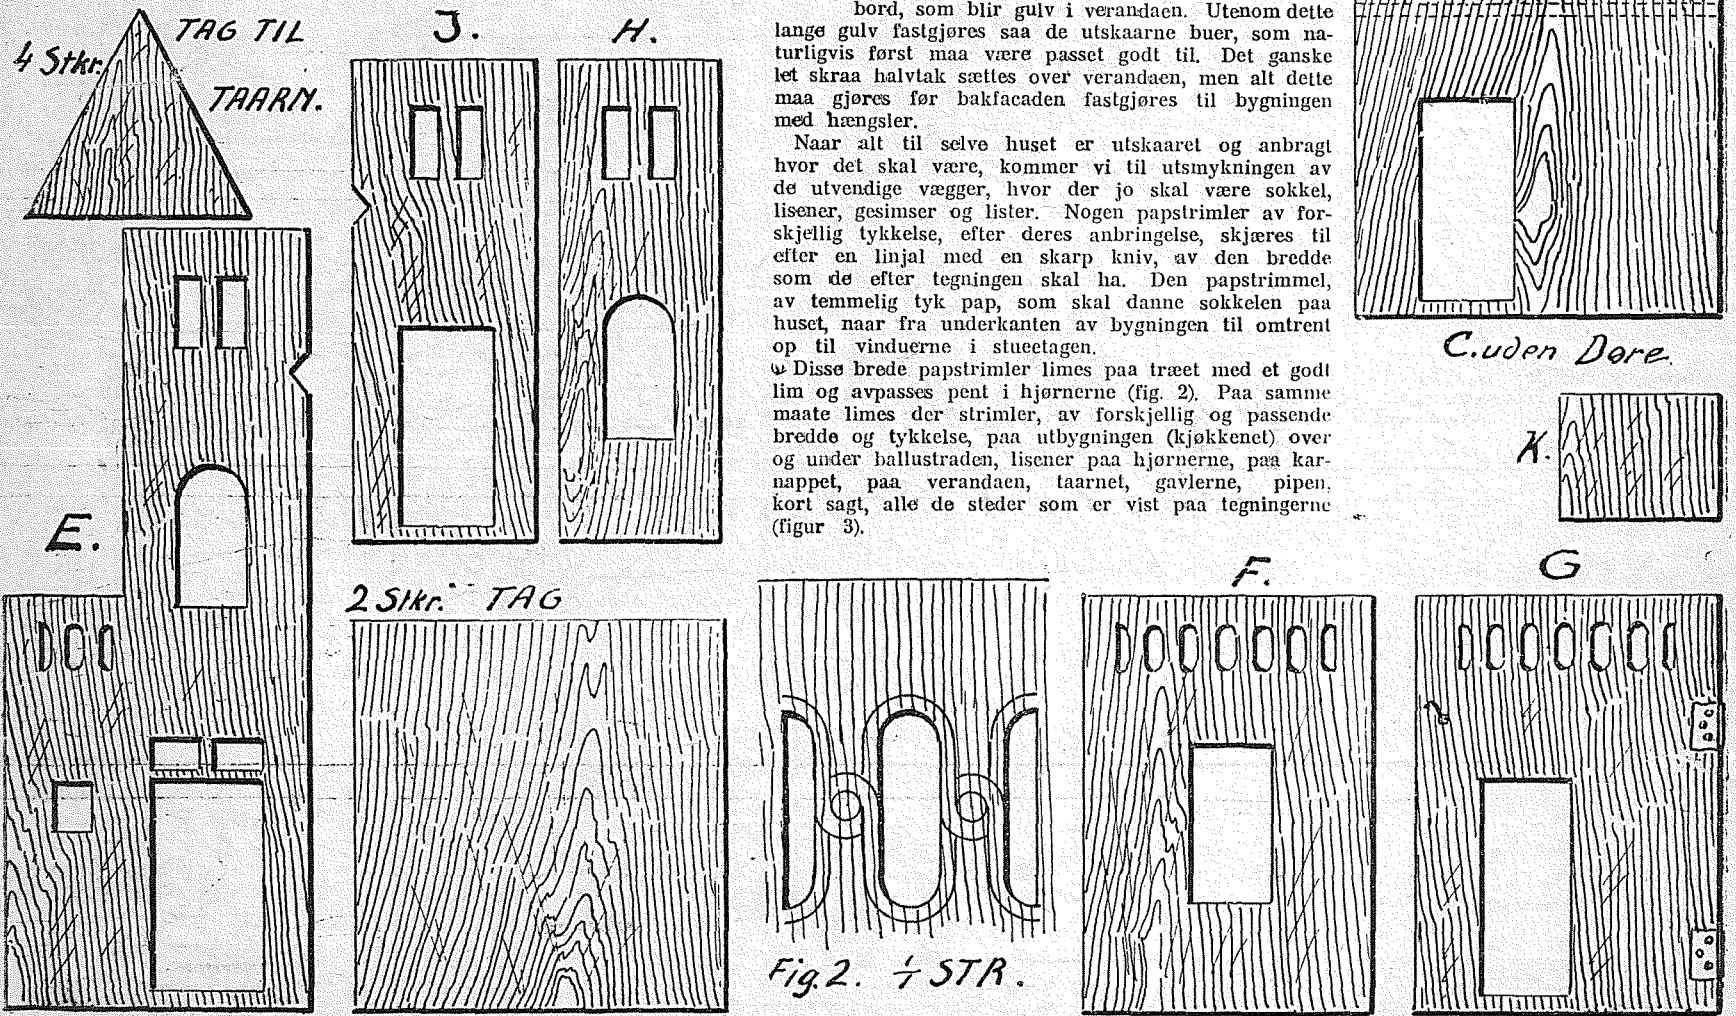 4 Stkr.
TAG TIL
TAARN.
J.
H.
bord, som blir gulv i verandaen. Utenom dette
lange gulv fastgjøres saa de utskaarne buer, som na-
turligvis først maa være passet godt til. Det ganske
let skraa halvtak sættes over verandaen, men alt dette
maa gjøres før bakfacaden fastgjøres til bygningen
med hængsler.
Naar alt til selve huset er utskaaret og anbragt
hvor det skal være, kommer vi til utsmykningen av
de utvendige vægger, hvor der jo skal være sokkel,
lisener, gesimser og lister. Nogen papstrimler av for-
skjellig tykkelse, efter deres anbringelse, skjæres til
efter en linjal med en skarp kniv, av den bredde
som de efter tegningen skal ha. Den papstrimmel,
av temmelig tyk pap, som skal danne sokkelen paa
huset, naar fra underkanten av bygningen til omtrent
op til vinduerne i stueetagen.
Disse brede papstrimler limes paa træet med et godt
lim og avpasses pent i hjørnerne (fig. 2). Paa samme
maate limes der strimler, av forskjellig og passende
bredde og tykkelse, paa utbygningen (kjøkkenet) over
og under ballustraden, lisener paa hjørnerne, paa kar-
nappet, paa verandaen, taarnet, gavlerne, pipen,
kort sagt, alle de steder som er vist paa tegningerne
(figur 3).
C. uden Døre.
K.
E.
2 Stkr. TAG
F.
G
Fig. 2. 1/1 STR.